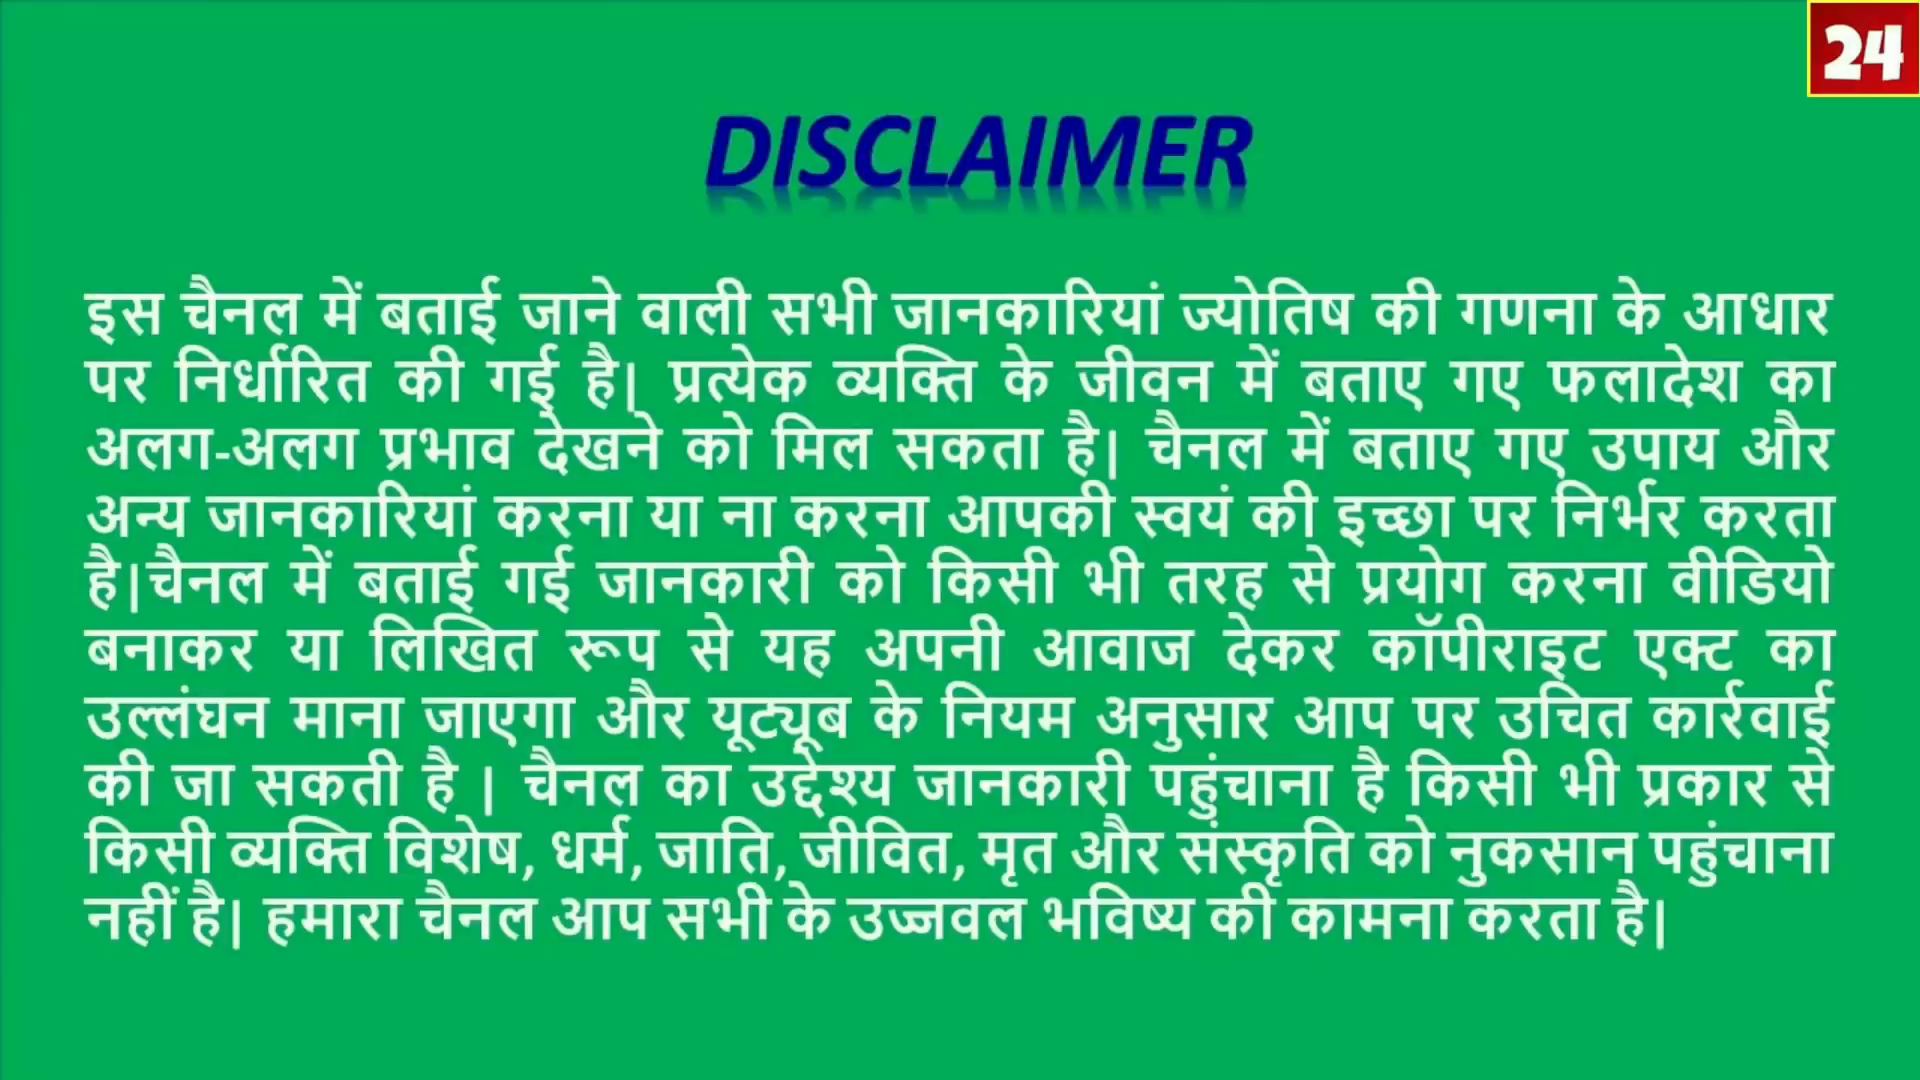 24
DISCLAIMER
इस चैनल में बताई जाने वाली सभी जानकारियां ज्योतिष की गणना के आधार
पर निर्धारित की गई है| प्रत्येक व्यक्ति के जीवन में बताए गए फलादेश का
अलग-अलग प्रभाव देखने को मिल सकता है| चैनल में बताए गए उपाय और
अन्य जानकारियां करना या ना करना आपकी स्वयं की इच्छा पर निर्भर करता
है|चैनल में बताई गई जानकारी को किसी भी तरह से प्रयोग करना वीडियो
बनाकर या लिखित रूप से यह अपनी आवाज देकर कॉपीराइट एक्ट का
उल्लंघन माना जाएगा और यूट्यूब के नियम अनुसार आप पर उचित कार्रवाई
की जा सकती है | चैनल का उद्देश्य जानकारी पहुंचाना है किसी भी प्रकार से
किसी व्यक्ति विशेष, धर्म, जाति, जीवित, मृत और संस्कृति को नुकसान पहुंचाना
नहीं है| हमारा चैनल आप सभी के उज्जवल भविष्य की कामना करता है|